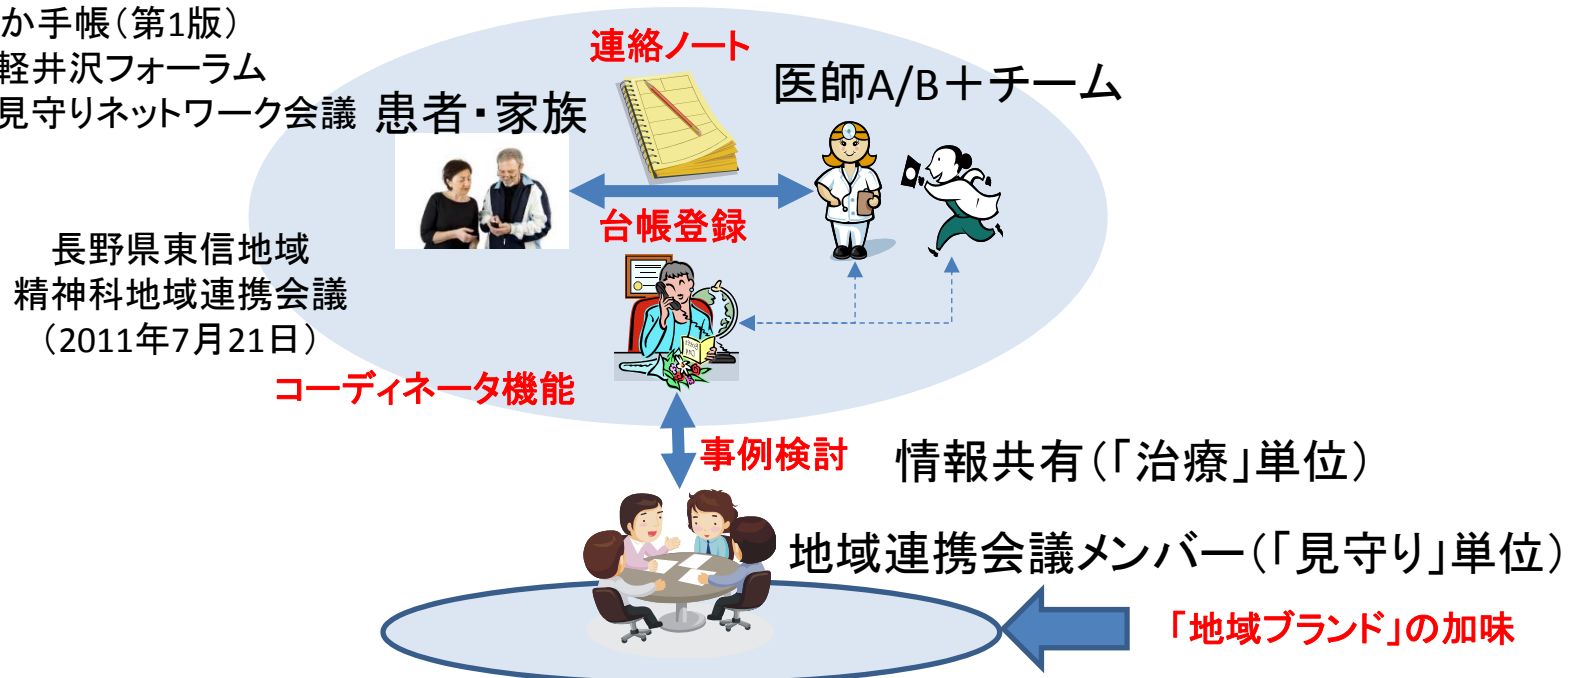 か手帳（第1版）
軽井沢フォーラム
見守りネットワーク会議
連絡ノート
患者・家族
医師A/B＋チーム
台帳登録
長野県東信地域
精神科地域連携会議
（2011年7月21日）
コーディネータ機能
事例検討
情報共有（「治療」単位）
地域連携会議メンバー（「見守り」単位）
「地域ブランド」の加味